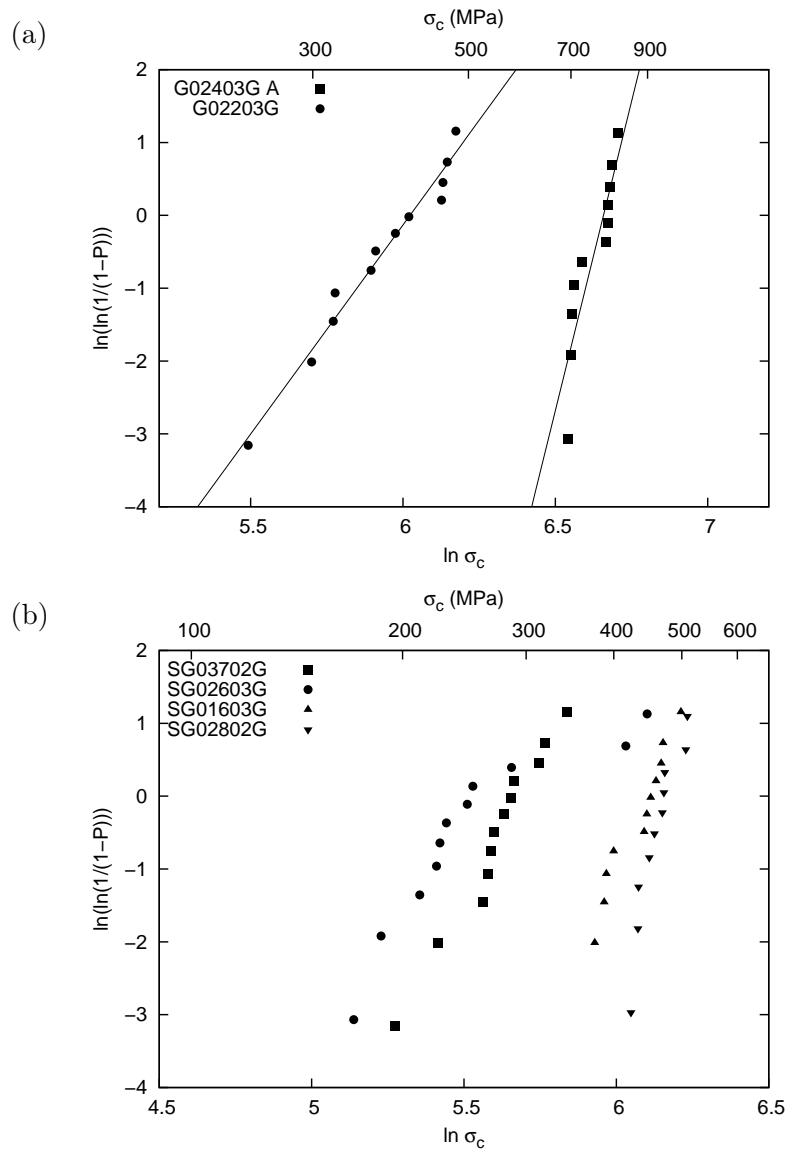 (a)
σc (MPa)
300 500 700 900
G02403G A
G02203G
2
1
0
−1
−2
−3
−4
ln(ln(1/(1−P)))
5.5 6 6.5 7
ln σc
(b)
σc (MPa)
100 200 300 400 500 600
SG03702G
SG02603G
SG01603G
SG02802G
2
1
0
−1
−2
−3
−4
ln(ln(1/(1−P)))
4.5 5 5.5 6 6.5
ln σc